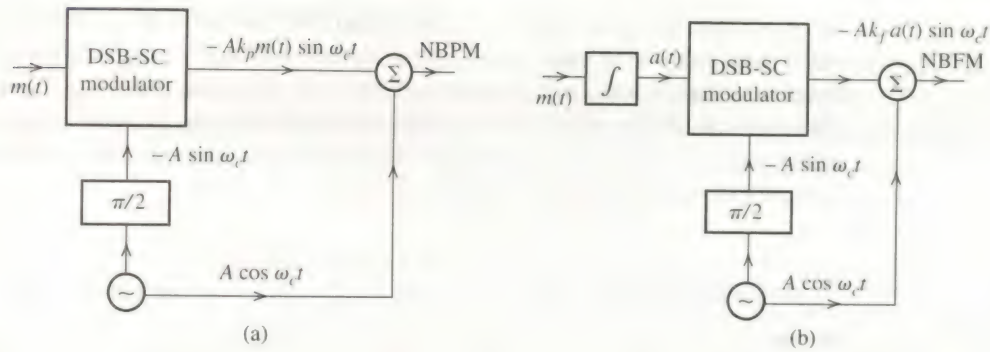 DSB-SC
modulator
m(t)
− Ak_p m(t) sin ω_c t
Σ
NBPM
− A sin ω_c t
π/2
~
A cos ω_c t
(a)
m(t)
∫
a(t)
DSB-SC
modulator
− Ak_f a(t) sin ω_c t
Σ
NBFM
− A sin ω_c t
π/2
~
A cos ω_c t
(b)